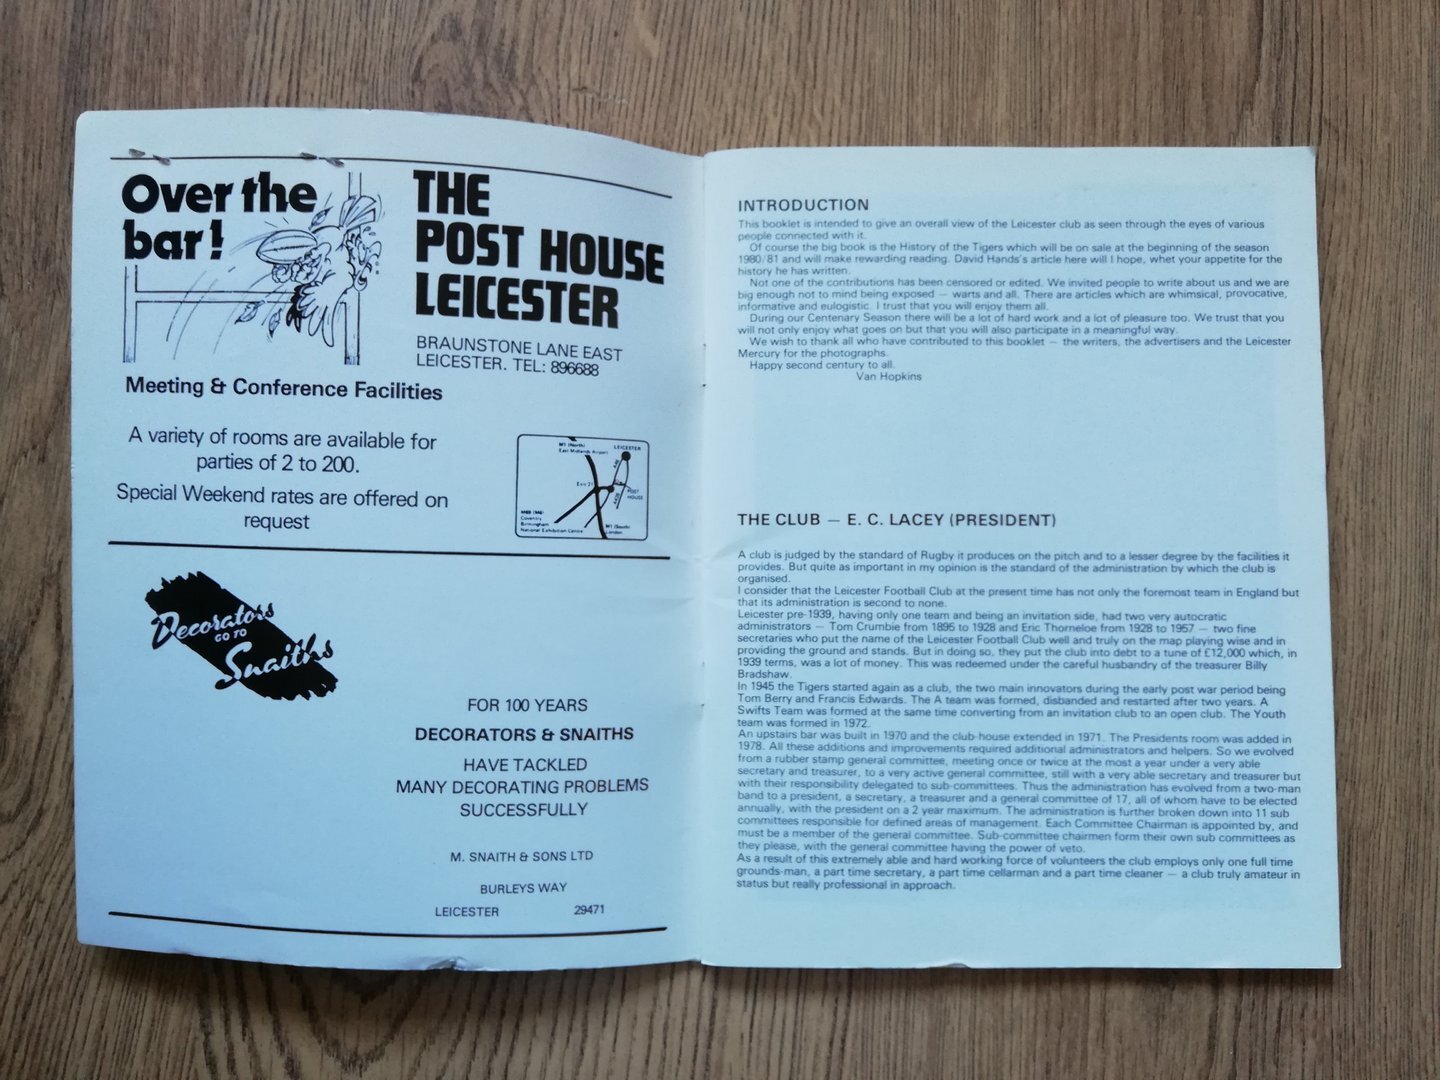 Over the
bar!
THE
POST HOUSE
LEICESTER
BRAUNSTONE LANE EAST
LEICESTER. TEL: 896688
Meeting & Conference Facilities
A variety of rooms are available for
parties of 2 to 200.
Special Weekend rates are offered on
request
M1 (North)
East Midlands Airport
LEICESTER
Exit 21
POST
HOUSE
M69 (M6)
Coventry
Birmingham
National Exhibition Centre
M1 (South)
London
Decorators
GO TO
Snaiths
FOR 100 YEARS
DECORATORS & SNAITHS
HAVE TACKLED
MANY DECORATING PROBLEMS
SUCCESSFULLY
M. SNAITH & SONS LTD
BURLEYS WAY
LEICESTER 29471
INTRODUCTION
This booklet is intended to give an overall view of the Leicester club as seen through the eyes of various
people connected with it.
Of course the big book is the History of the Tigers which will be on sale at the beginning of the season
1980/81 and will make rewarding reading. David Hands's article here will I hope, whet your appetite for the
history he has written.
Not one of the contributions has been censored or edited. We invited people to write about us and we are
big enough not to mind being exposed — warts and all. There are articles which are whimsical, provocative,
informative and eulogistic. I trust that you will enjoy them all.
During our Centenary Season there will be a lot of hard work and a lot of pleasure too. We trust that you
will not only enjoy what goes on but that you will also participate in a meaningful way.
We wish to thank all who have contributed to this booklet — the writers, the advertisers and the Leicester
Mercury for the photographs.
Happy second century to all.
Van Hopkins
THE CLUB — E. C. LACEY (PRESIDENT)
A club is judged by the standard of Rugby it produces on the pitch and to a lesser degree by the facilities it
provides. But quite as important in my opinion is the standard of the administration by which the club is
organised.
I consider that the Leicester Football Club at the present time has not only the foremost team in England but
that its administration is second to none.
Leicester pre-1939, having only one team and being an invitation side, had two very autocratic
administrators — Tom Crumbie from 1895 to 1928 and Eric Thorneloe from 1928 to 1957 — two fine
secretaries who put the name of the Leicester Football Club well and truly on the map playing wise and in
providing the ground and stands. But in doing so, they put the club into debt to a tune of £12,000 which, in
1939 terms, was a lot of money. This was redeemed under the careful husbandry of the treasurer Billy
Bradshaw.
In 1945 the Tigers started again as a club, the two main innovators during the early post war period being
Tom Berry and Francis Edwards. The A team was formed, disbanded and restarted after two years. A
Swifts Team was formed at the same time converting from an invitation club to an open club. The Youth
team was formed in 1972.
An upstairs bar was built in 1970 and the club-house extended in 1971. The Presidents room was added in
1978. All these additions and improvements required additional administrators and helpers. So we evolved
from a rubber stamp general committee, meeting once or twice at the most a year under a very able
secretary and treasurer, to a very active general committee, still with a very able secretary and treasurer but
with their responsibility delegated to sub-committees. Thus the administration has evolved from a two-man
band to a president, a secretary, a treasurer and a general committee of 17, all of whom have to be elected
annually, with the president on a 2 year maximum. The administration is further broken down into 11 sub
committees responsible for defined areas of management. Each Committee Chairman is appointed by, and
must be a member of the general committee. Sub-committee chairmen form their own sub committees as
they please, with the general committee having the power of veto.
As a result of this extremely able and hard working force of volunteers the club employs only one full time
grounds-man, a part time secretary, a part time cellarman and a part time cleaner — a club truly amateur in
status but really professional in approach.